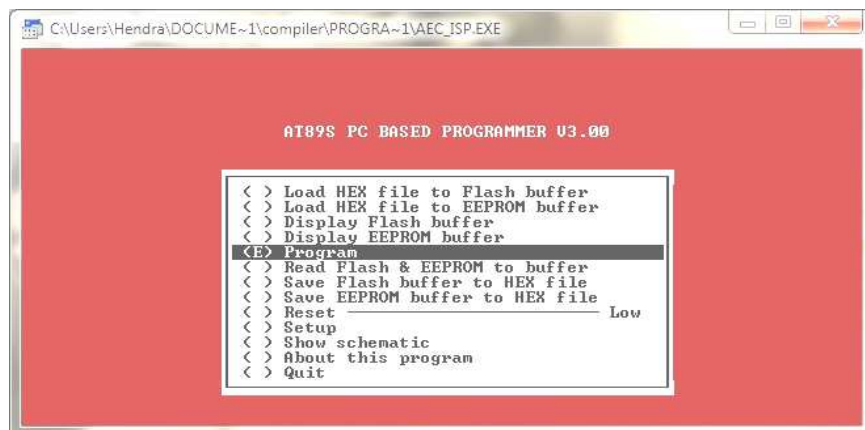 C:\Users\Hendra\DOCUME~1\compiler\PROGRA~1\AEC_ISP.EXE
AT89S PC BASED PROGRAMMER V3.00
( ) Load HEX file to Flash buffer
( ) Load HEX file to EEPROM buffer
( ) Display Flash buffer
( ) Display EEPROM buffer
(E) Program
( ) Read Flash & EEPROM to buffer
( ) Save Flash buffer to HEX file
( ) Save EEPROM buffer to HEX file
( ) Reset ──────────────── Low
( ) Setup
( ) Show schematic
( ) About this program
( ) Quit